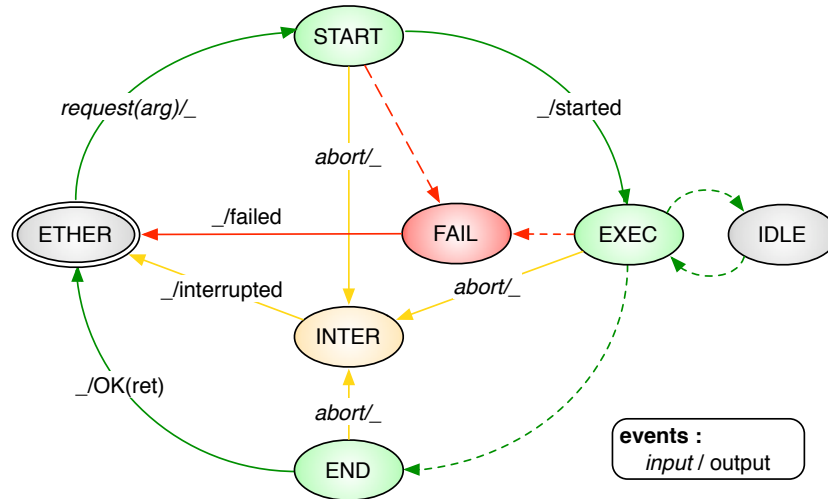 START
request(arg)/_
_/started
abort/_
ETHER
_/failed
FAIL
EXEC
IDLE
_/interrupted
abort/_
INTER
_/OK(ret)
abort/_
END
events :
input / output